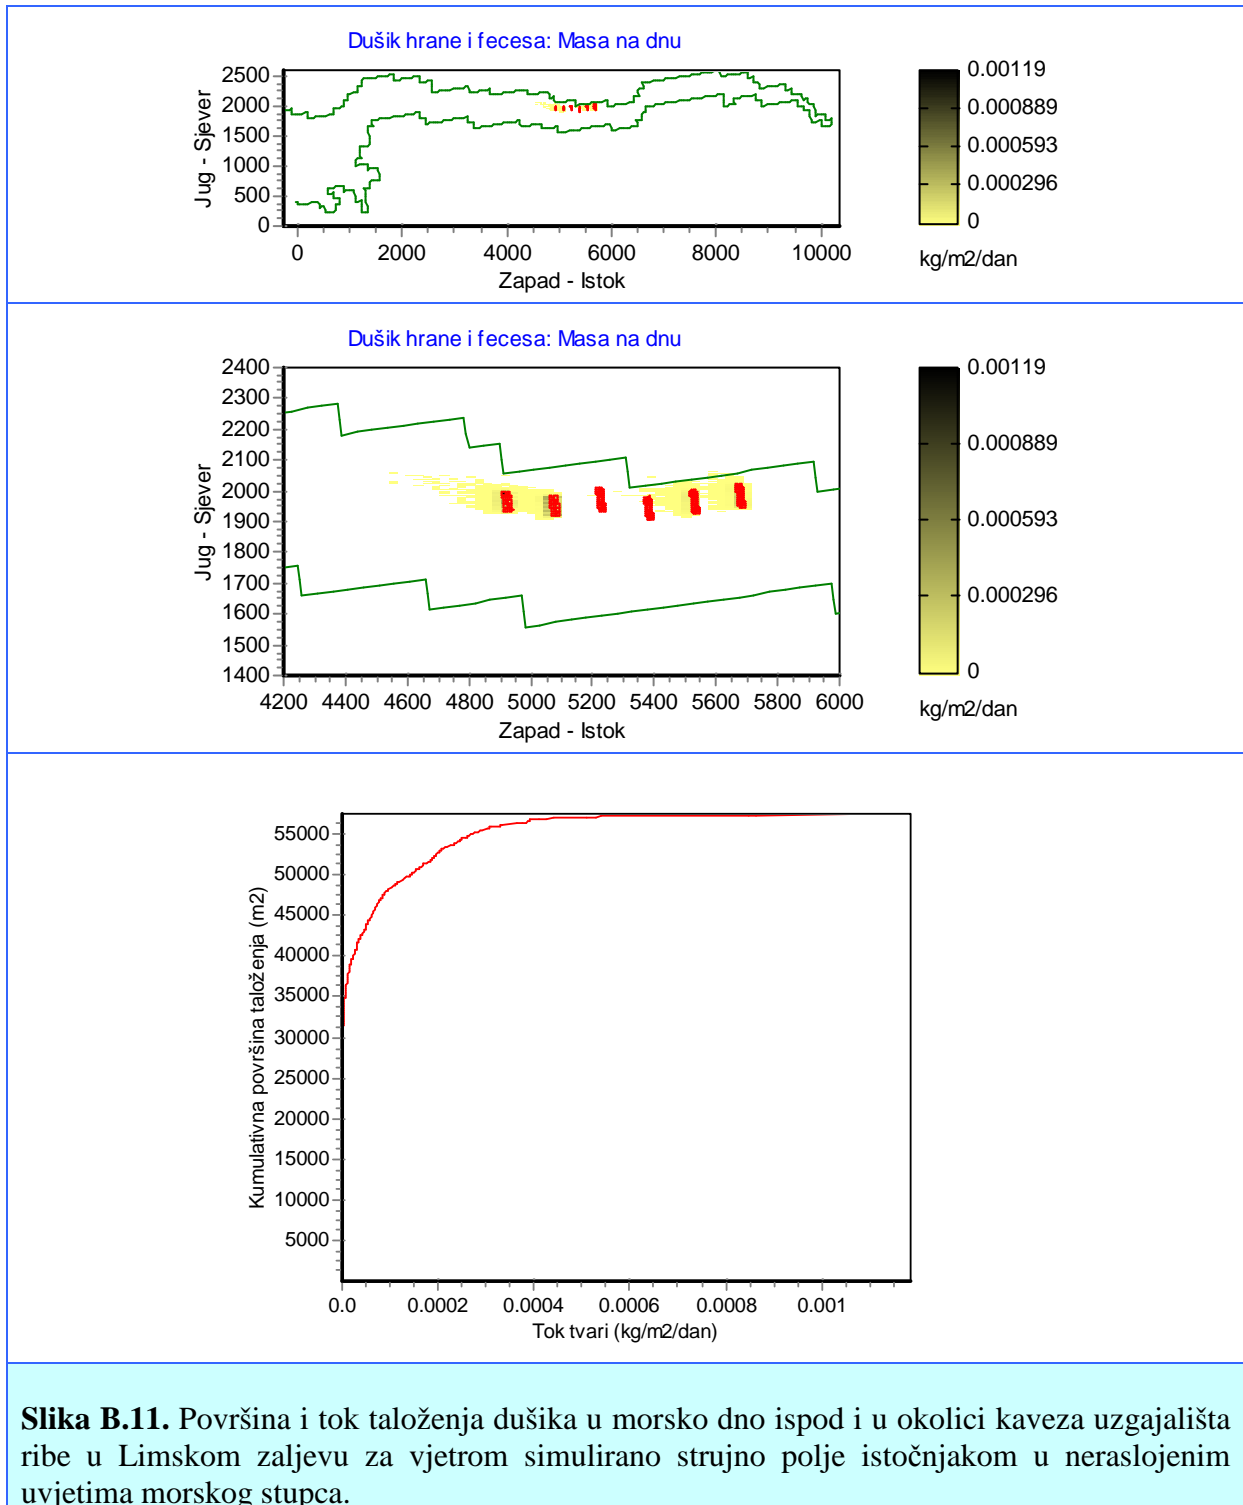 Dušik hrane i fecesa: Masa na dnu
2500
2000
1500
1000
500
0
Jug - Sjever
0 2000 4000 6000 8000 10000
Zapad - Istok
0.00119
0.000889
0.000593
0.000296
0
kg/m2/dan
Dušik hrane i fecesa: Masa na dnu
2400
2300
2200
2100
2000
1900
1800
1700
1600
1500
1400
Jug - Sjever
4200 4400 4600 4800 5000 5200 5400 5600 5800 6000
Zapad - Istok
0.00119
0.000889
0.000593
0.000296
0
kg/m2/dan
55000
50000
45000
40000
35000
30000
25000
20000
15000
10000
5000
Kumulativna površina taloženja (m2)
0.0 0.0002 0.0004 0.0006 0.0008 0.001
Tok tvari (kg/m2/dan)
Slika B.11. Površina i tok taloženja dušika u morsko dno ispod i u okolici kaveza uzgajališta
ribe u Limskom zaljevu za vjetrom simulirano strujno polje istočnjakom u neraslojenim
uvjetima morskog stupca.